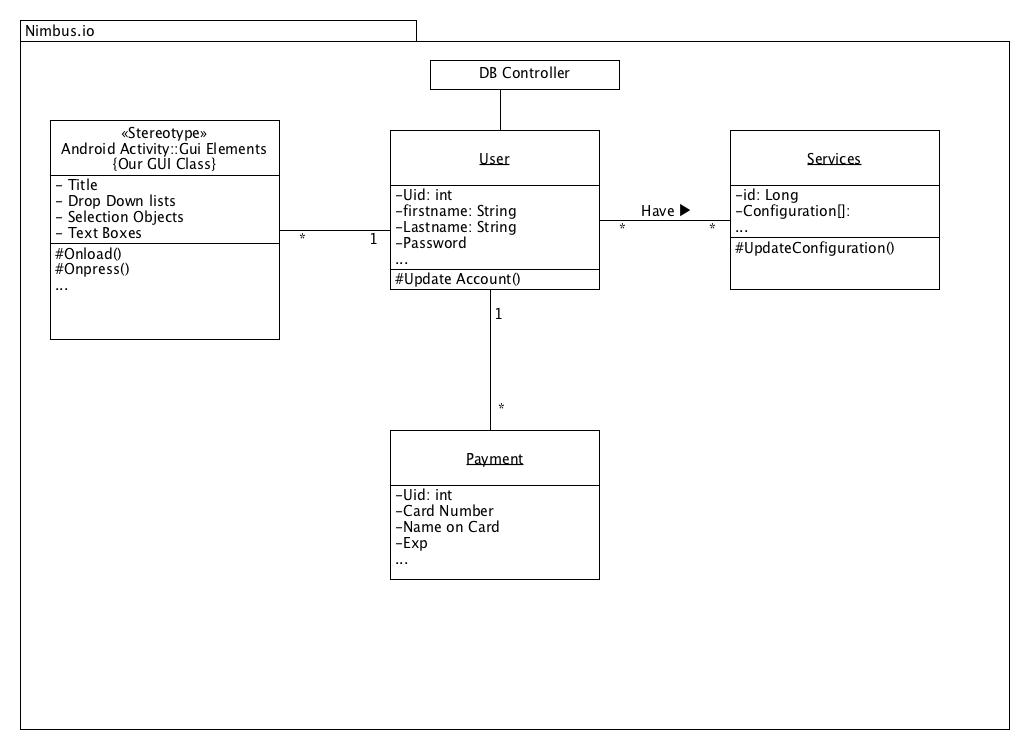 Nimbus.io
DB Controller
«Stereotype»
Android Activity::Gui Elements
{Our GUI Class}
- Title
- Drop Down lists
- Selection Objects
- Text Boxes
#Onload()
#Onpress()
...
*
1
User
-Uid: int
-firstname: String
-Lastname: String
-Password
...
#Update Account()
Have ▶
*
*
Services
-id: Long
-Configuration[]:
...
#UpdateConfiguration()
1
*
Payment
-Uid: int
-Card Number
-Name on Card
-Exp
...